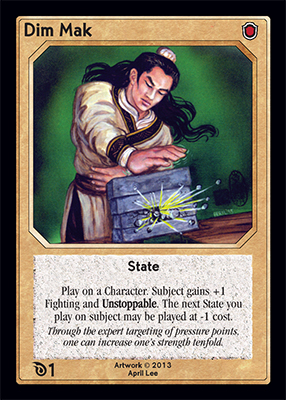 Dim Mak
State
Play on a Character. Subject gains +1
Fighting and Unstoppable. The next State you
play on subject may be played at -1 cost.
Through the expert targeting of pressure points,
one can increase one's strength tenfold.
1
Artwork © 2013
April Lee